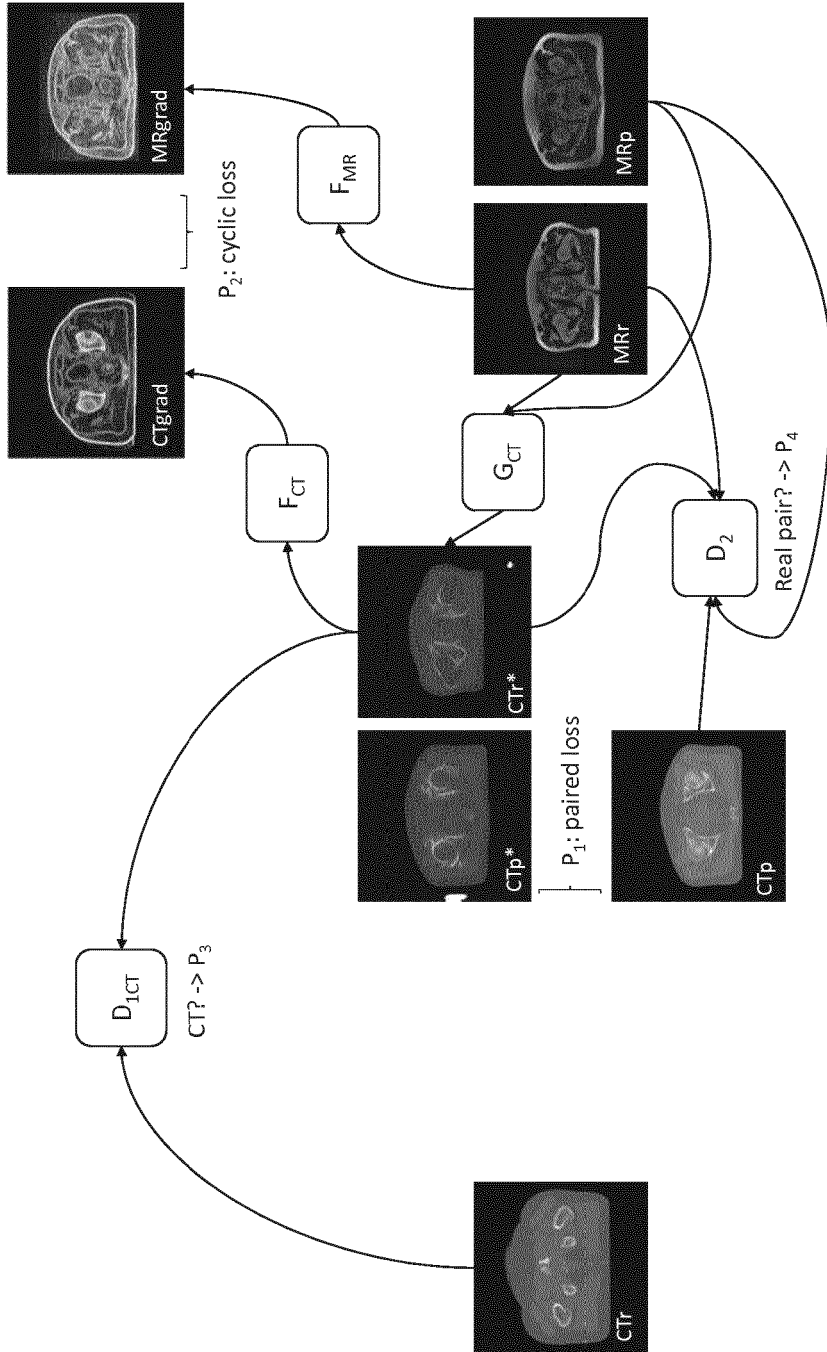 MRgrad
P2: cyclic loss
CTgrad
FMR
FCT
MRp
MRr
GCT
CTr*
CTp*
P1: paired loss
CTp
D2
Real pair? -> P4
D1CT
CT? -> P3
CTr